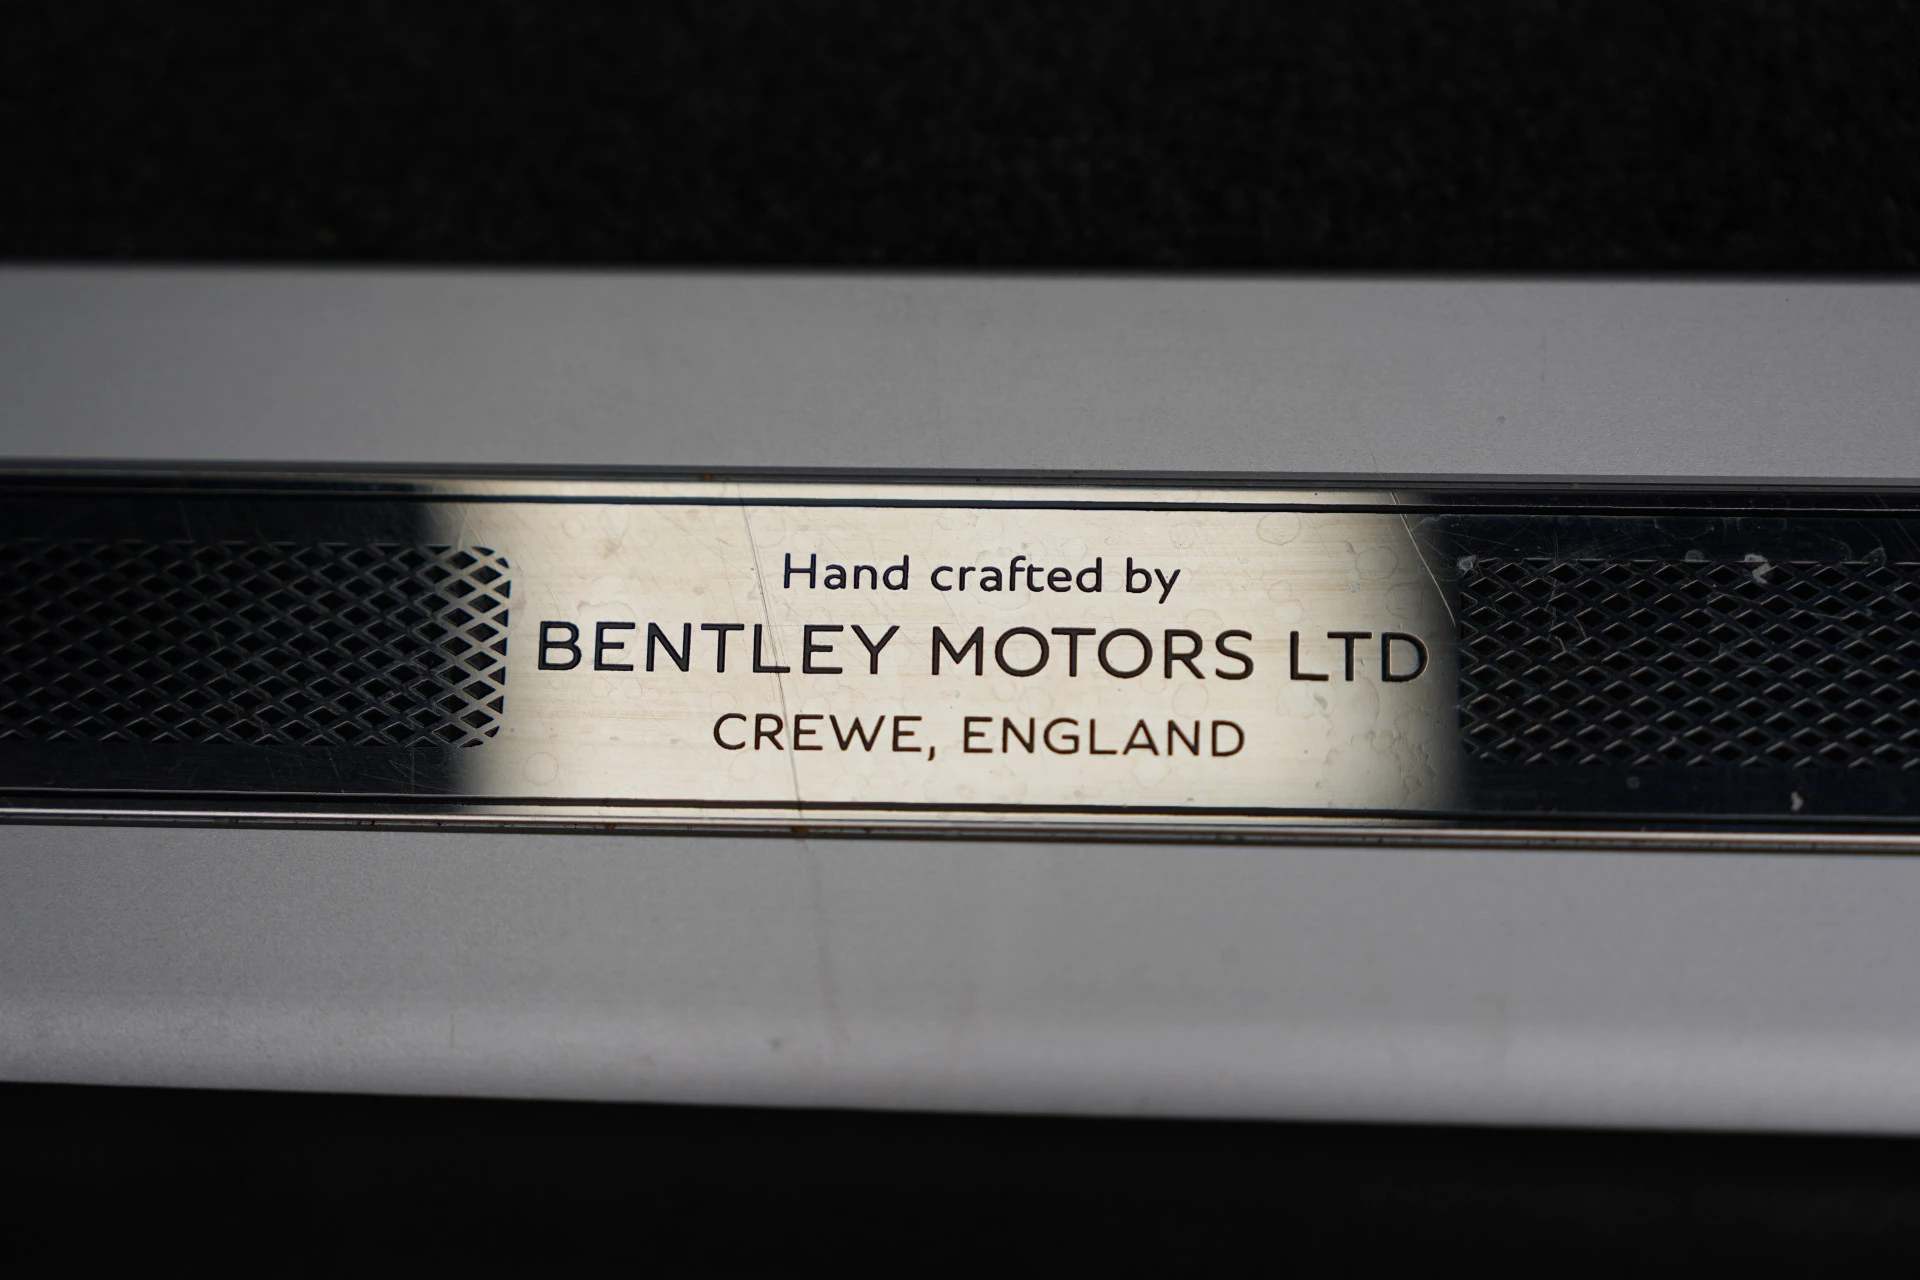 Hand crafted by
BENTLEY MOTORS LTD
CREWE, ENGLAND